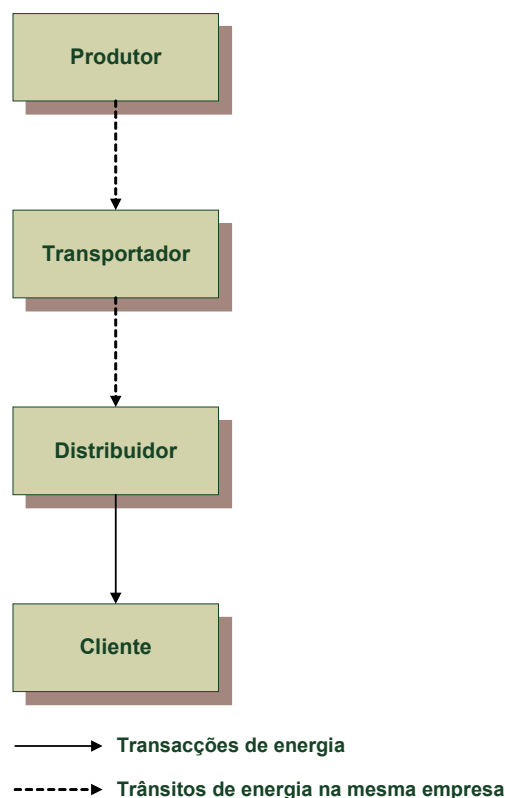 Produtor
Transportador
Distribuidor
Cliente
Transacções de energia
Trânsitos de energia na mesma empresa